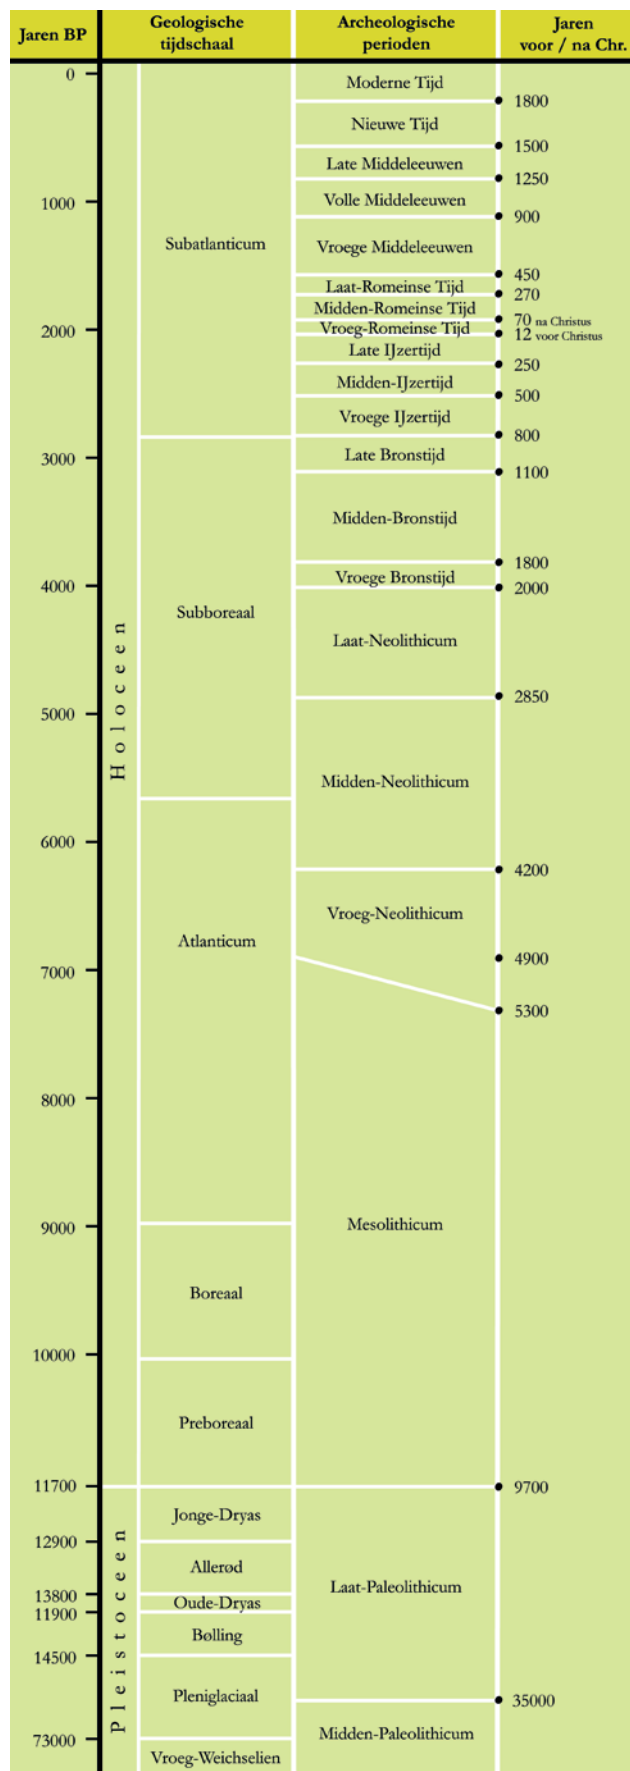 Jaren BP
Geologische
tijdschaal
Archeologische
perioden
Jaren
voor / na Chr.
0
Moderne Tijd
1800
Nieuwe Tijd
1500
Late Middeleeuwen
1250
1000
Volle Middeleeuwen
900
Subatlanticum
Vroege Middeleeuwen
450
Laat-Romeinse Tijd
270
Midden-Romeinse Tijd
70 na Christus
2000
Vroeg-Romeinse Tijd
12 voor Christus
Late IJzertijd
250
Midden-IJzertijd
500
Vroege IJzertijd
800
3000
Late Bronstijd
1100
Midden-Bronstijd
1800
Vroege Bronstijd
4000
2000
Subboreaal
Laat-Neolithicum
2850
5000
Holoceen
Midden-Neolithicum
6000
4200
Vroeg-Neolithicum
Atlanticum
4900
7000
5300
8000
9000
Mesolithicum
Boreaal
10000
Preboreaal
11700
9700
Jonge-Dryas
12900
Allerød
Laat-Paleolithicum
13800
Oude-Dryas
11900
Bølling
14500
Pleistoceen
Pleniglaciaal
35000
Midden-Paleolithicum
73000
Vroeg-Weichselien